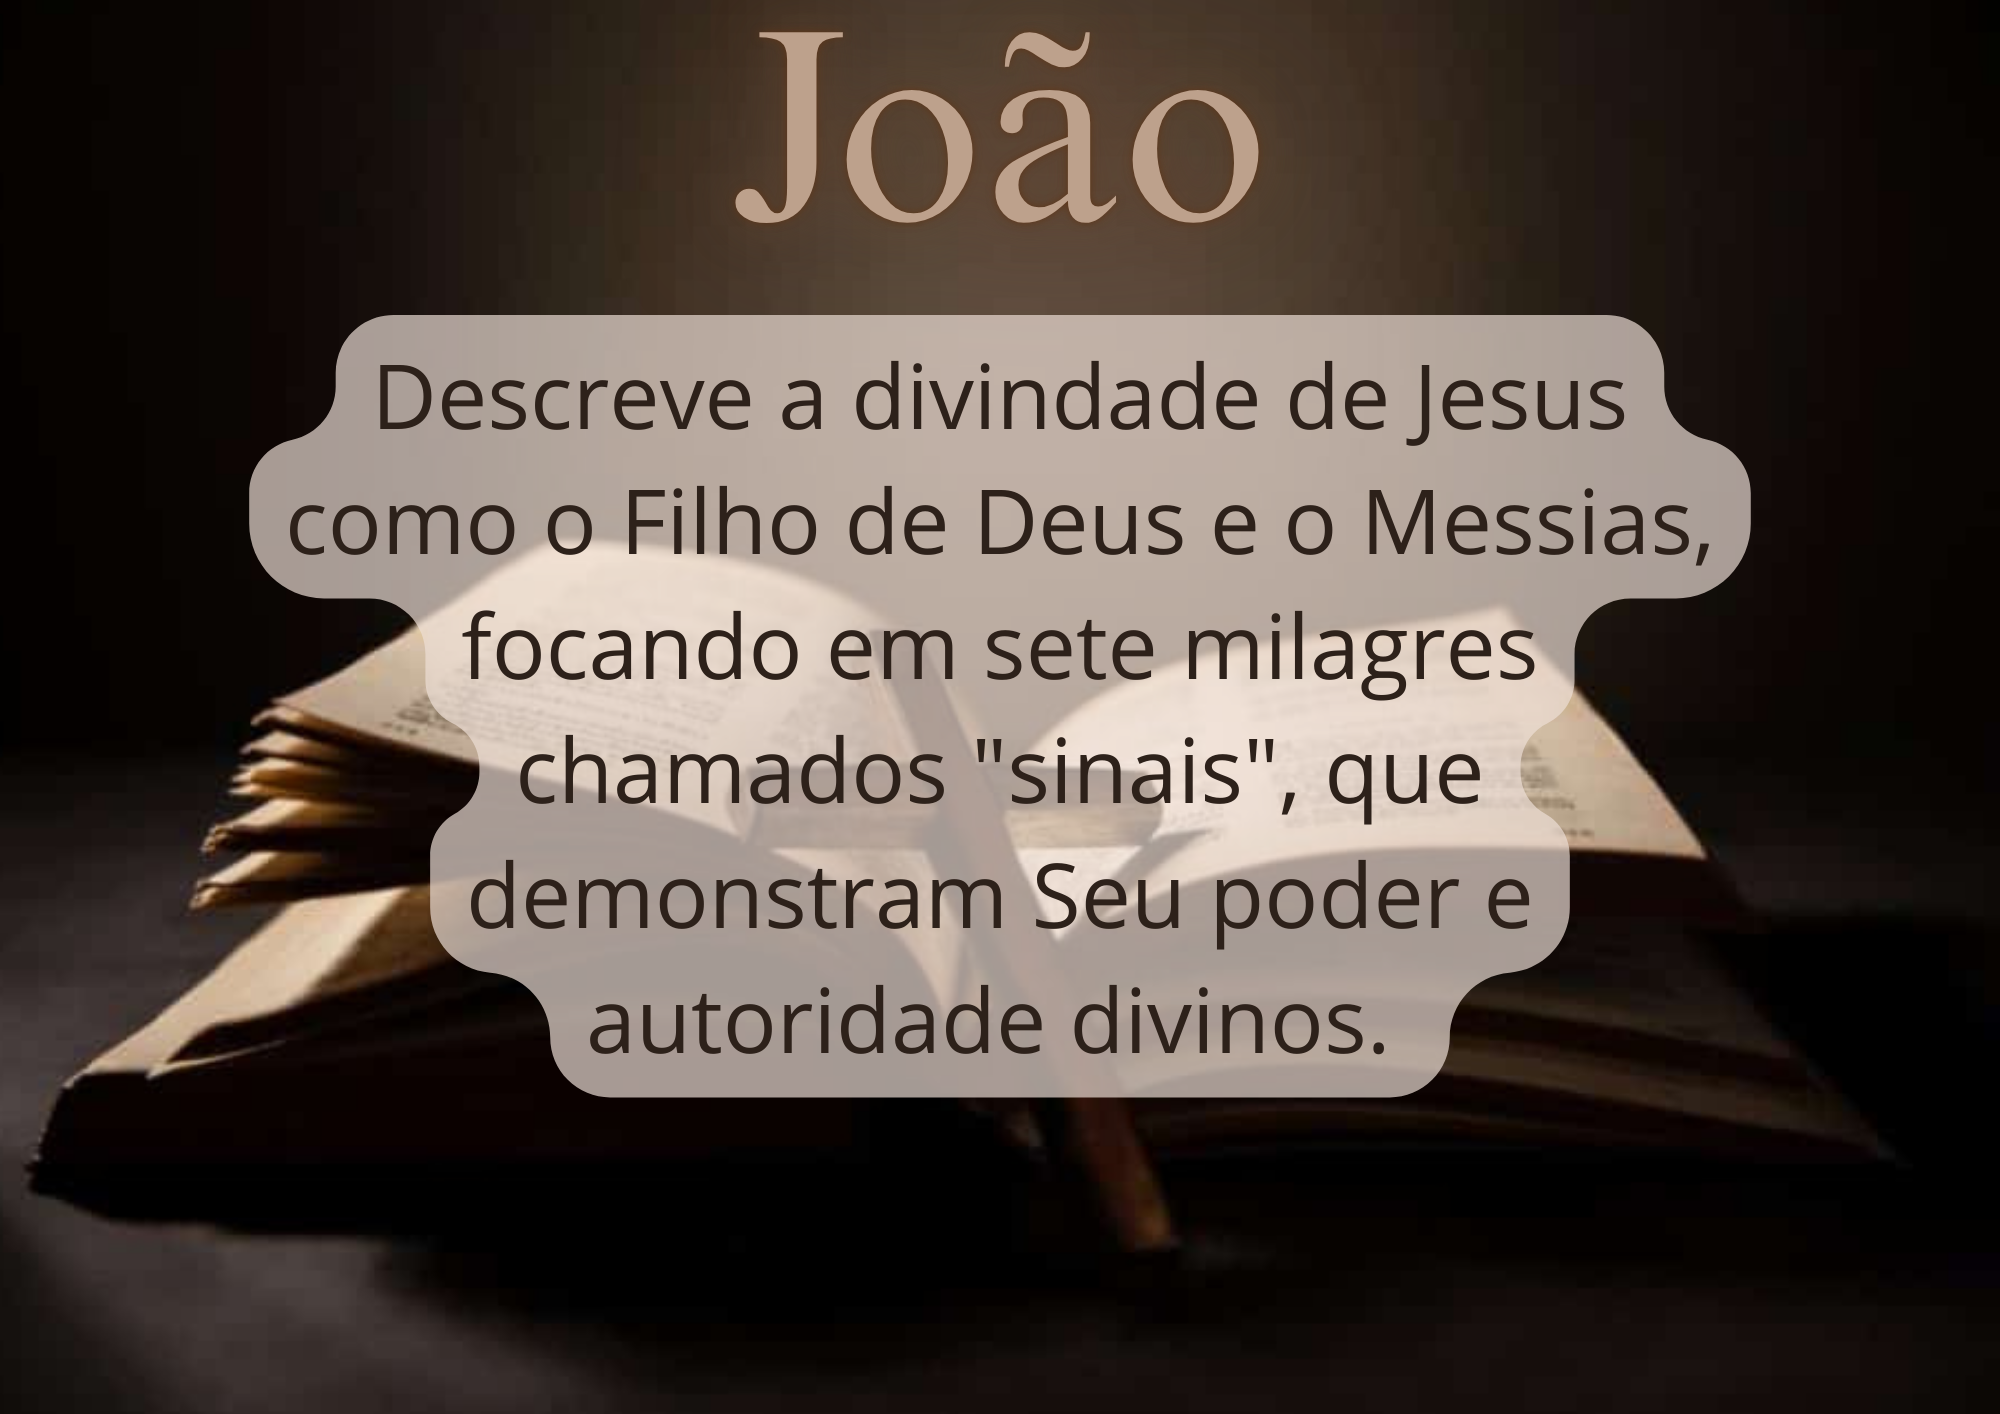 João
Descreve a divindade de Jesus
como o Filho de Deus e o Messias,
focando em sete milagres
chamados "sinais", que
demonstram Seu poder e
autoridade divinos.